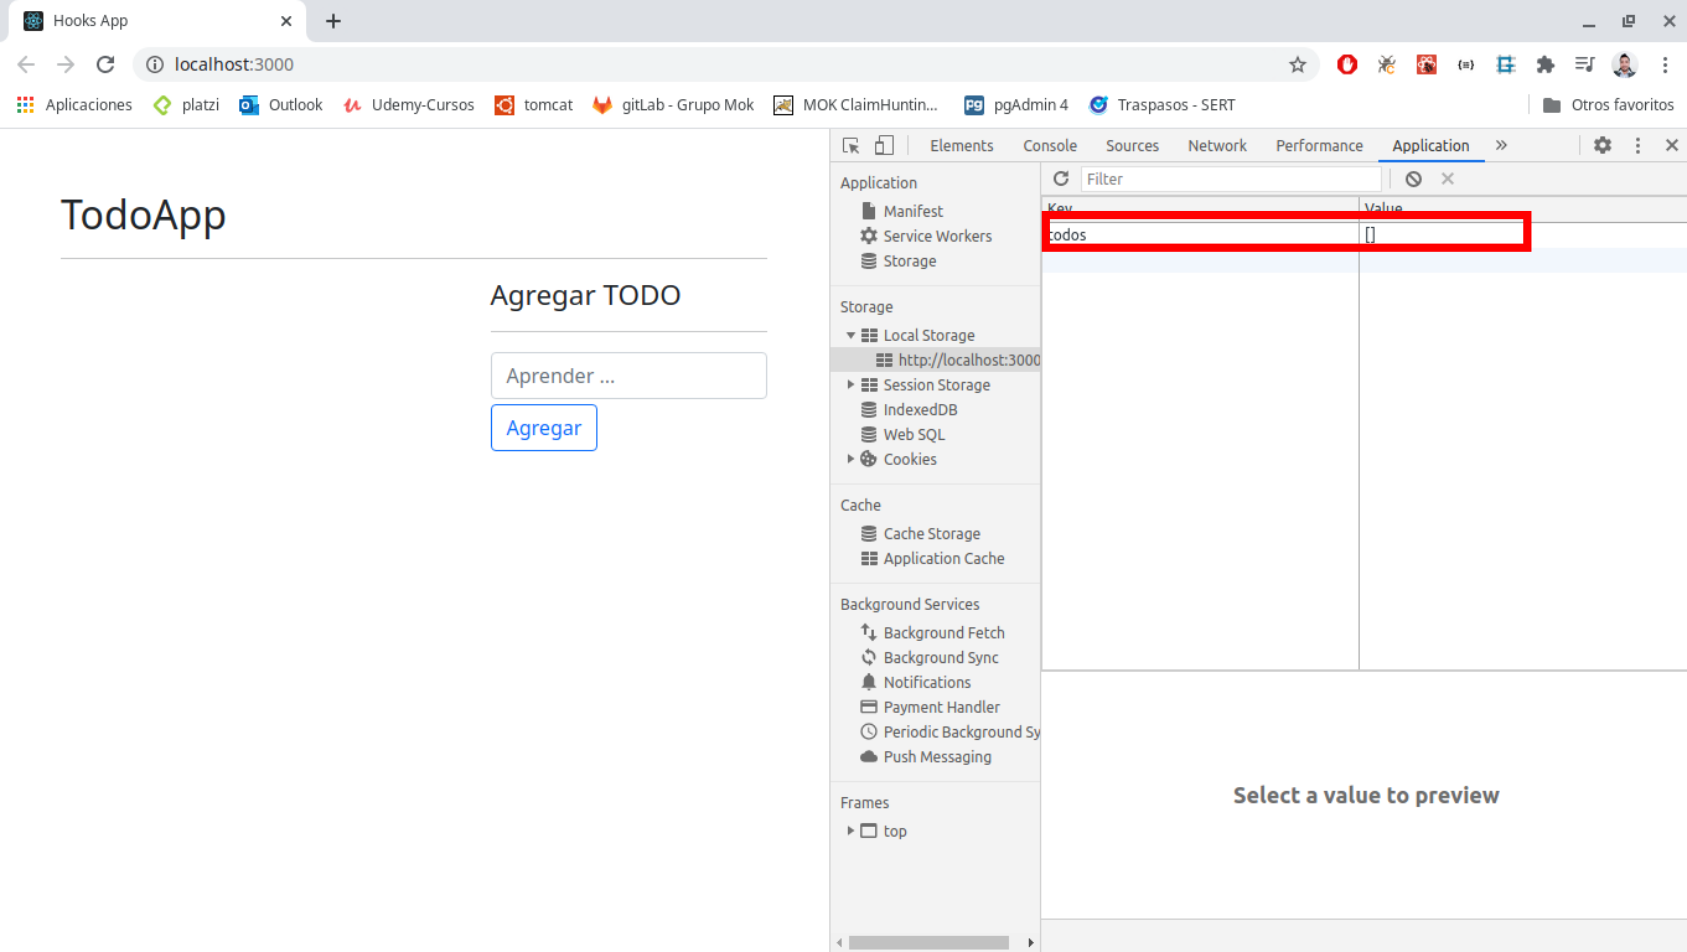 Hooks App
localhost:3000
Aplicaciones platzi Outlook Udemy-Cursos tomcat gitLab - Grupo Mok MOK ClaimHuntin... pgAdmin 4 Traspasos - SERT Otros favoritos
TodoApp
Agregar TODO
Aprender ...
Agregar
Elements Console Sources Network Performance Application
Application
Manifest
Service Workers
Storage
Storage
Local Storage
http://localhost:3000
Session Storage
IndexedDB
Web SQL
Cookies
Cache
Cache Storage
Application Cache
Background Services
Background Fetch
Background Sync
Notifications
Payment Handler
Periodic Background Sy
Push Messaging
Frames
top
Filter
Key Value
todos []
Select a value to preview